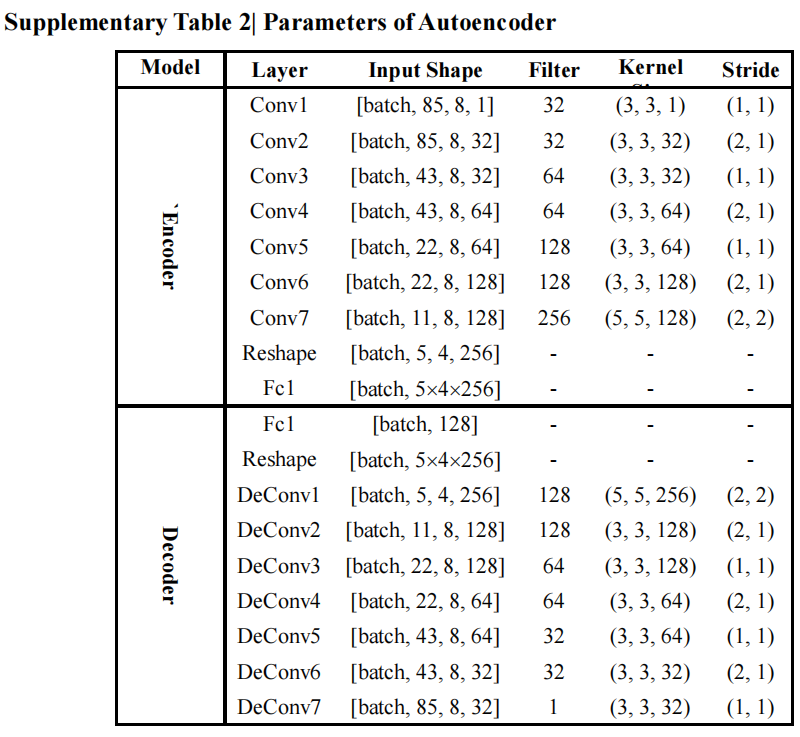 Supplementary Table 2| Parameters of Autoencoder
Model Layer Input Shape Filter Kernel Stride
`Encoder
Conv1 [batch, 85, 8, 1] 32 (3, 3, 1) (1, 1)
Conv2 [batch, 85, 8, 32] 32 (3, 3, 32) (2, 1)
Conv3 [batch, 43, 8, 32] 64 (3, 3, 32) (1, 1)
Conv4 [batch, 43, 8, 64] 64 (3, 3, 64) (2, 1)
Conv5 [batch, 22, 8, 64] 128 (3, 3, 64) (1, 1)
Conv6 [batch, 22, 8, 128] 128 (3, 3, 128) (2, 1)
Conv7 [batch, 11, 8, 128] 256 (5, 5, 128) (2, 2)
Reshape [batch, 5, 4, 256] - - -
Fc1 [batch, 5×4×256] - - -
Decoder
Fc1 [batch, 128] - - -
Reshape [batch, 5×4×256] - - -
DeConv1 [batch, 5, 4, 256] 128 (5, 5, 256) (2, 2)
DeConv2 [batch, 11, 8, 128] 128 (3, 3, 128) (2, 1)
DeConv3 [batch, 22, 8, 128] 64 (3, 3, 128) (1, 1)
DeConv4 [batch, 22, 8, 64] 64 (3, 3, 64) (2, 1)
DeConv5 [batch, 43, 8, 64] 32 (3, 3, 64) (1, 1)
DeConv6 [batch, 43, 8, 32] 32 (3, 3, 32) (2, 1)
DeConv7 [batch, 85, 8, 32] 1 (3, 3, 32) (1, 1)